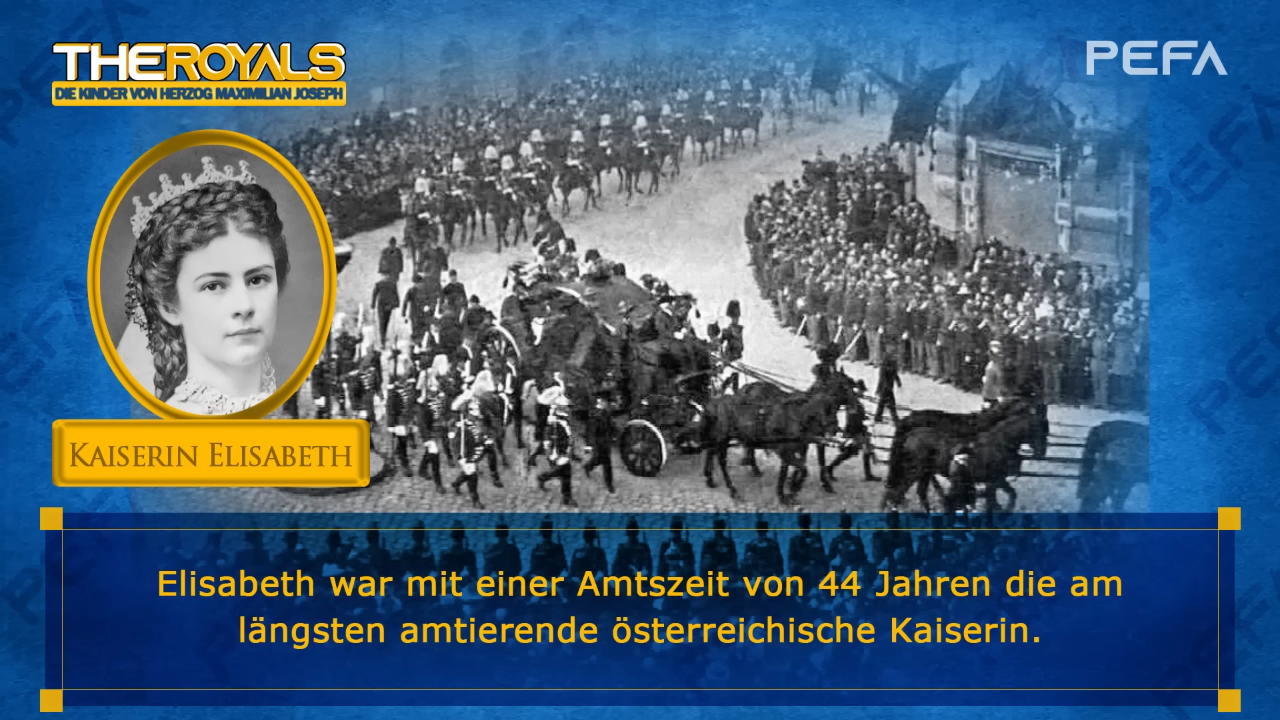 THEROYALS
DIE KINDER VON HERZOG MAXIMILIAN JOSEPH
PEFA
KAISERIN ELISABETH
Elisabeth war mit einer Amtszeit von 44 Jahren die am
längsten amtierende österreichische Kaiserin.